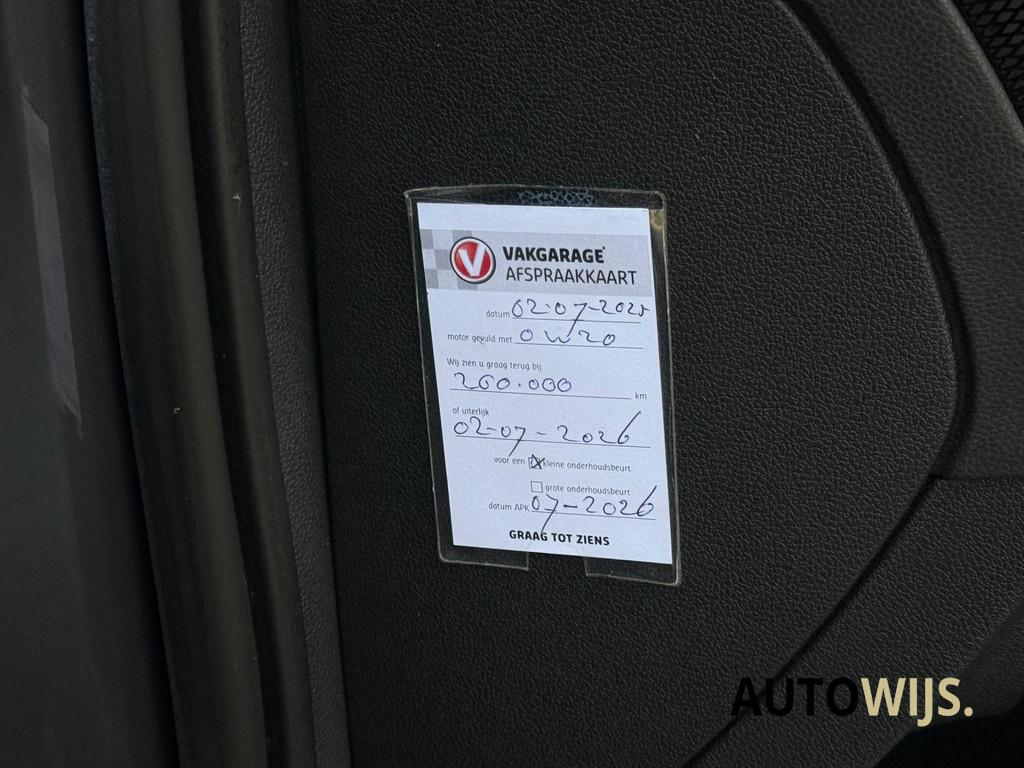 V VAKGARAGE
AFSPRAAKKAART
datum 02-07-2025
motor gevuld met 0W20
Wij zien u graag terug bij
260.000 km
of uiterlijk
02-07-2026
voor een kleine onderhoudsbeurt
grote onderhoudsbeurt
datum APK 07-2026
GRAAG TOT ZIENS
AUTOWIJS.